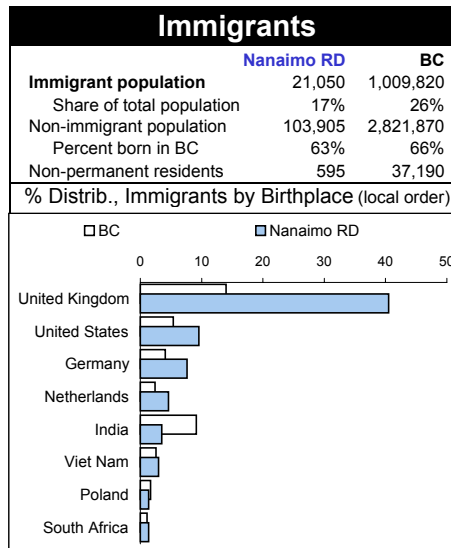 Immigrants
Nanaimo RD BC
Immigrant population 21,050 1,009,820
Share of total population 17% 26%
Non-immigrant population 103,905 2,821,870
Percent born in BC 63% 66%
Non-permanent residents 595 37,190
% Distrib., Immigrants by Birthplace (local order)
BC Nanaimo RD
0 10 20 30 40 50
United Kingdom
United States
Germany
Netherlands
India
Viet Nam
Poland
South Africa